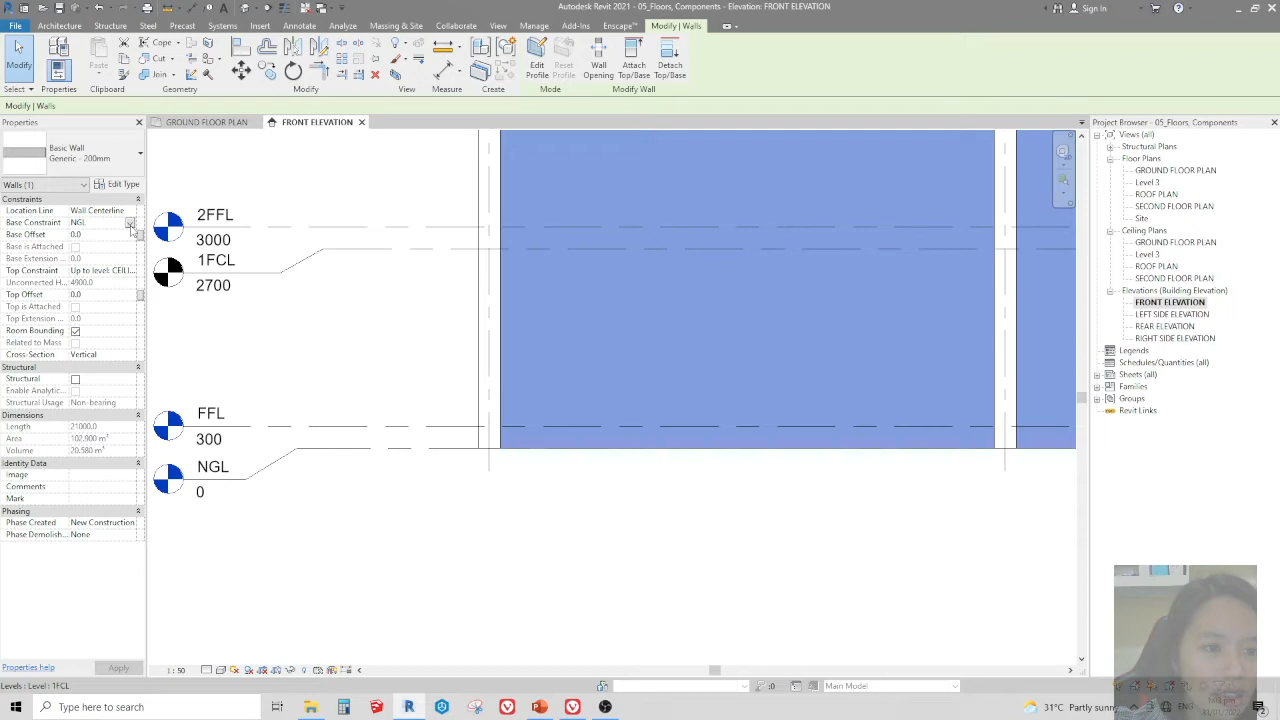 Autodesk Revit 2021 - 05_Floors, Components - Elevation: FRONT ELEVATION
Sign In
File Architecture Structure Steel Precast Systems Insert Annotate Analyze Massing & Site Collaborate View Manage Add-Ins Enscape™ Modify | Walls
Modify
Paste
Cut
Join
Edit Profile
Reset Profile
Wall Opening
Attach Top/Base
Detach Top/Base
Select Properties Clipboard Geometry Modify View Measure Create Mode Modify Wall
Modify | Walls
Properties
GROUND FLOOR PLAN
FRONT ELEVATION
Project Browser - 05_Floors, Components
Basic Wall
Generic - 200mm
Walls (1)
Edit Type
Constraints
Location Line Wall Centerline
Base Constraint NGL
Base Offset 0.0
Base is Attached
Base Extension ... 0.0
Top Constraint Up to level: CEILI...
Unconnected H... 4900.0
Top Offset 0.0
Top is Attached
Top Extension ... 0.0
Room Bounding
Related to Mass
Cross-Section Vertical
Structural
Structural
Enable Analytic...
Structural Usage Non-bearing
Dimensions
Length 21000.0
Area 102.900 m³
Volume 20.580 m³
Identity Data
Image
Comments
Mark
Phasing
Phase Created New Construction
Phase Demolish... None
Properties help
Apply
2FFL
3000
1FCL
2700
FFL
300
NGL
0
Views (all)
Structural Plans
Floor Plans
GROUND FLOOR PLAN
Level 3
ROOF PLAN
SECOND FLOOR PLAN
Site
Ceiling Plans
GROUND FLOOR PLAN
Level 3
ROOF PLAN
SECOND FLOOR PLAN
Elevations (Building Elevation)
FRONT ELEVATION
LEFT SIDE ELEVATION
REAR ELEVATION
RIGHT SIDE ELEVATION
Legends
Schedules/Quantities (all)
Sheets (all)
Families
Groups
Revit Links
1 : 50
Levels : Level : 1FCL
:0
Main Model
Type here to search
31°C Partly sunny
ENG